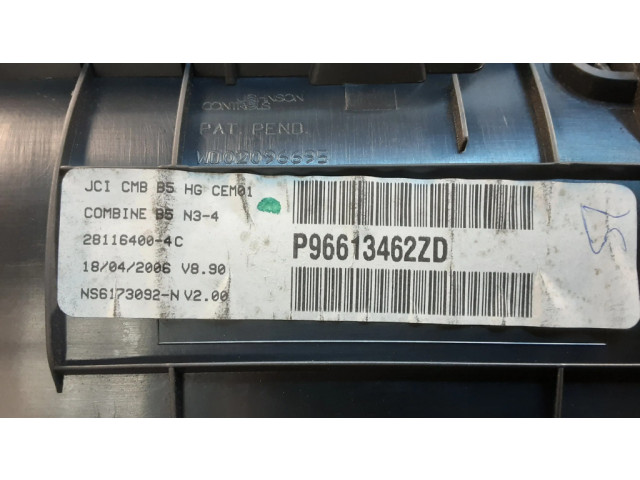 CONTROLS
PAT. PEND.
JCI CMB B5 HG CEM01
COMBINE B5 N3-4
28116400-4C
18/04/2006 V8.90
NS6173092-N V2.00
P96613462ZD